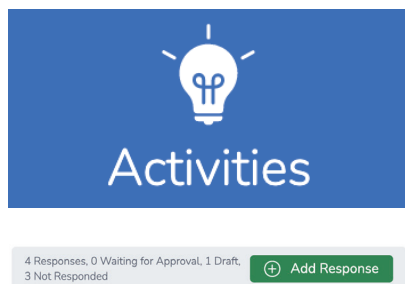 Activities
4 Responses, 0 Waiting for Approval, 1 Draft,
3 Not Responded
Add Response